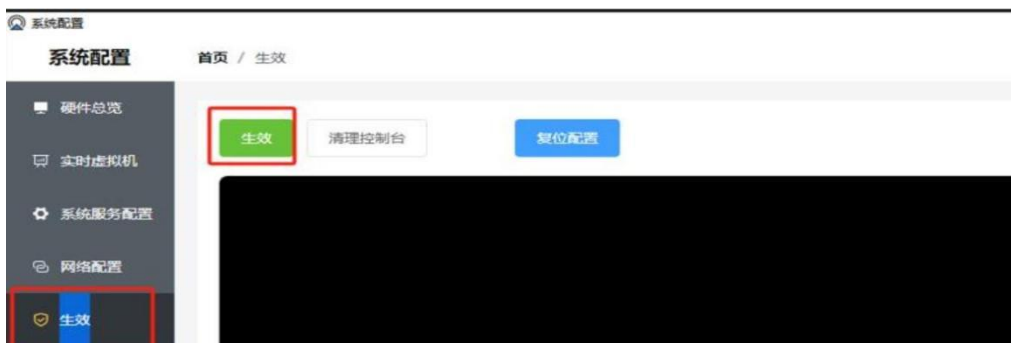 系统配置
系统配置
首页 / 生效
硬件总览
生效 清理控制台 复位配置
实时虚拟机
系统服务配置
网络配置
生效